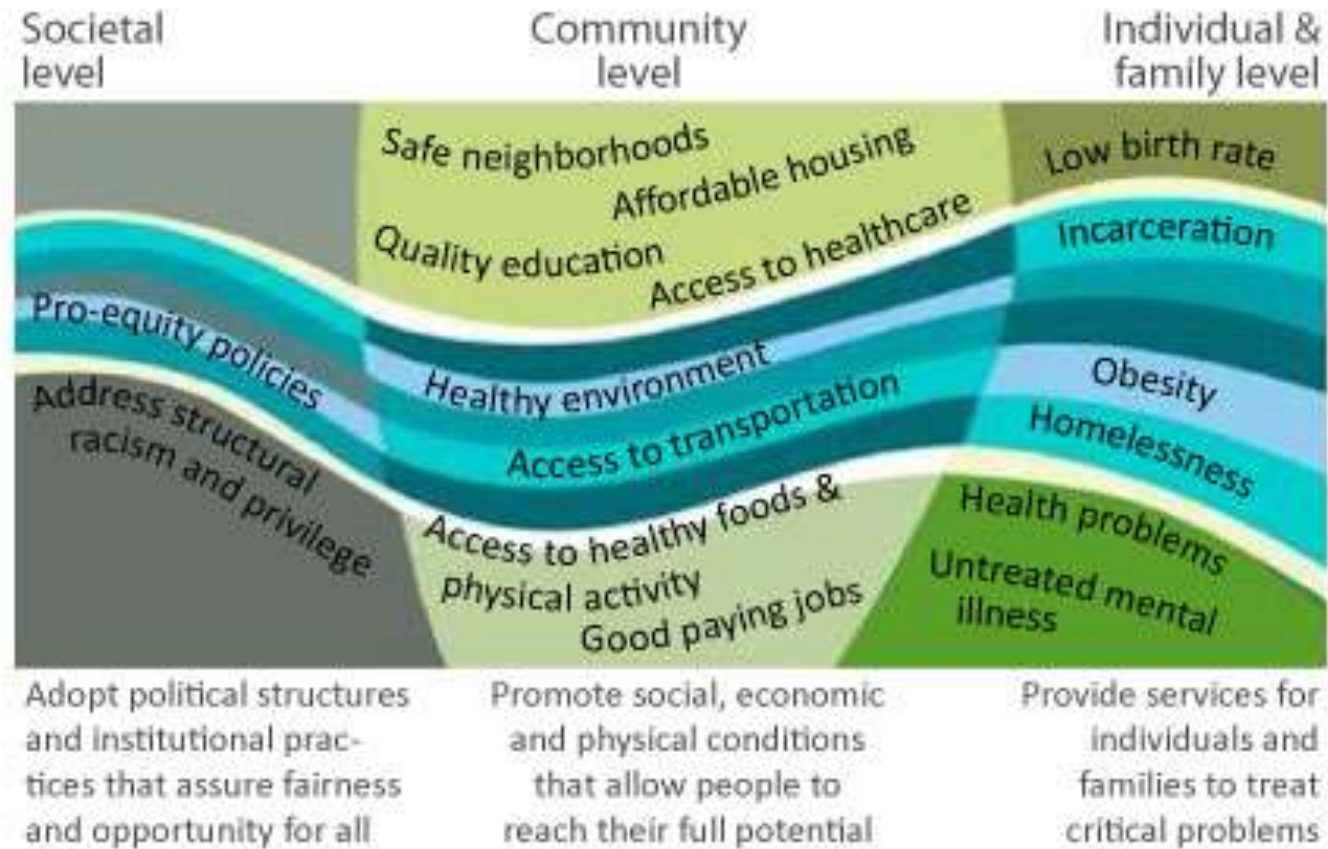 Societal
level
Community
level
Individual &
family level
Safe neighborhoods
Affordable housing
Quality education
Access to healthcare
Low birth rate
Incarceration
Pro-equity policies
Healthy environment
Obesity
Address structural
racism and privilege
Access to transportation
Homelessness
Access to healthy foods &
physical activity
Good paying jobs
Health problems
Untreated mental
illness
Adopt political structures
and institutional prac-
tices that assure fairness
and opportunity for all
Promote social, economic
and physical conditions
that allow people to
reach their full potential
Provide services for
individuals and
families to treat
critical problems